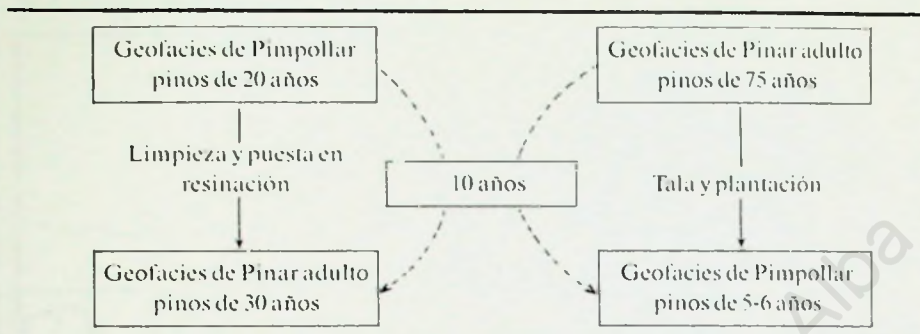 Geofacies de Pimpollar
pinos de 20 años
Geofacies de Pinar adulto
pinos de 75 años
Limpieza y puesta en
resinación
10 años
Tala y plantación
Geofacies de Pinar adulto
pinos de 30 años
Geofacies de Pimpollar
pinos de 5-6 años
Alba